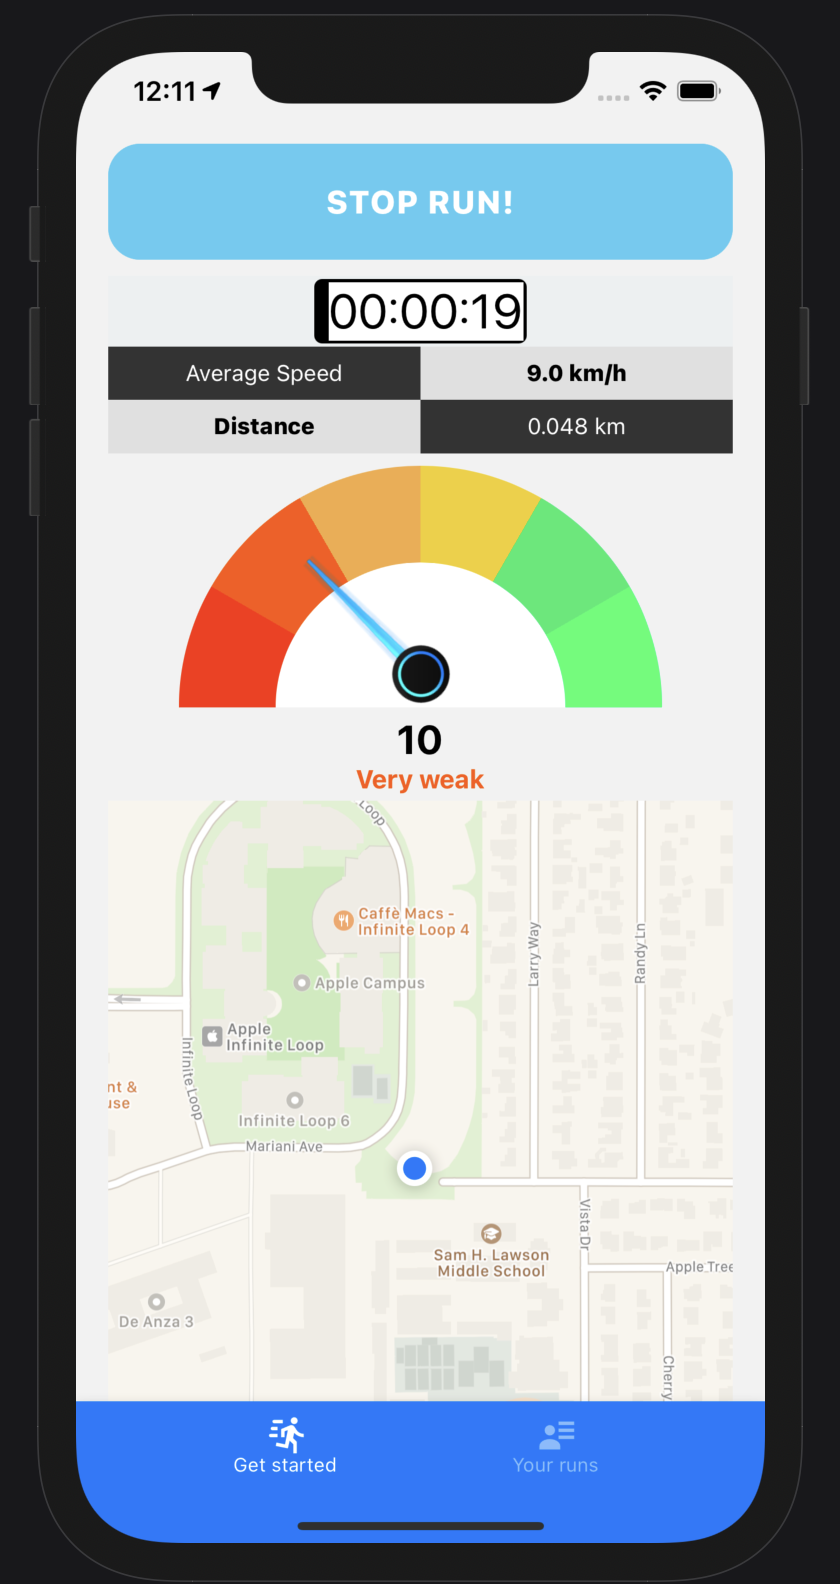 12:11
STOP RUN!
00:00:19
Average Speed
9.0 km/h
Distance
0.048 km
10
Very weak
Loop
Caffè Macs -
Infinite Loop 4
Larry Way
Randy Ln
Apple Campus
Apple
Infinite Loop
Infinite Loop
nt &
use
Infinite Loop 6
Mariani Ave
Vista Dr
Sam H. Lawson
Middle School
Apple Tree
De Anza 3
Cherry
Get started
Your runs